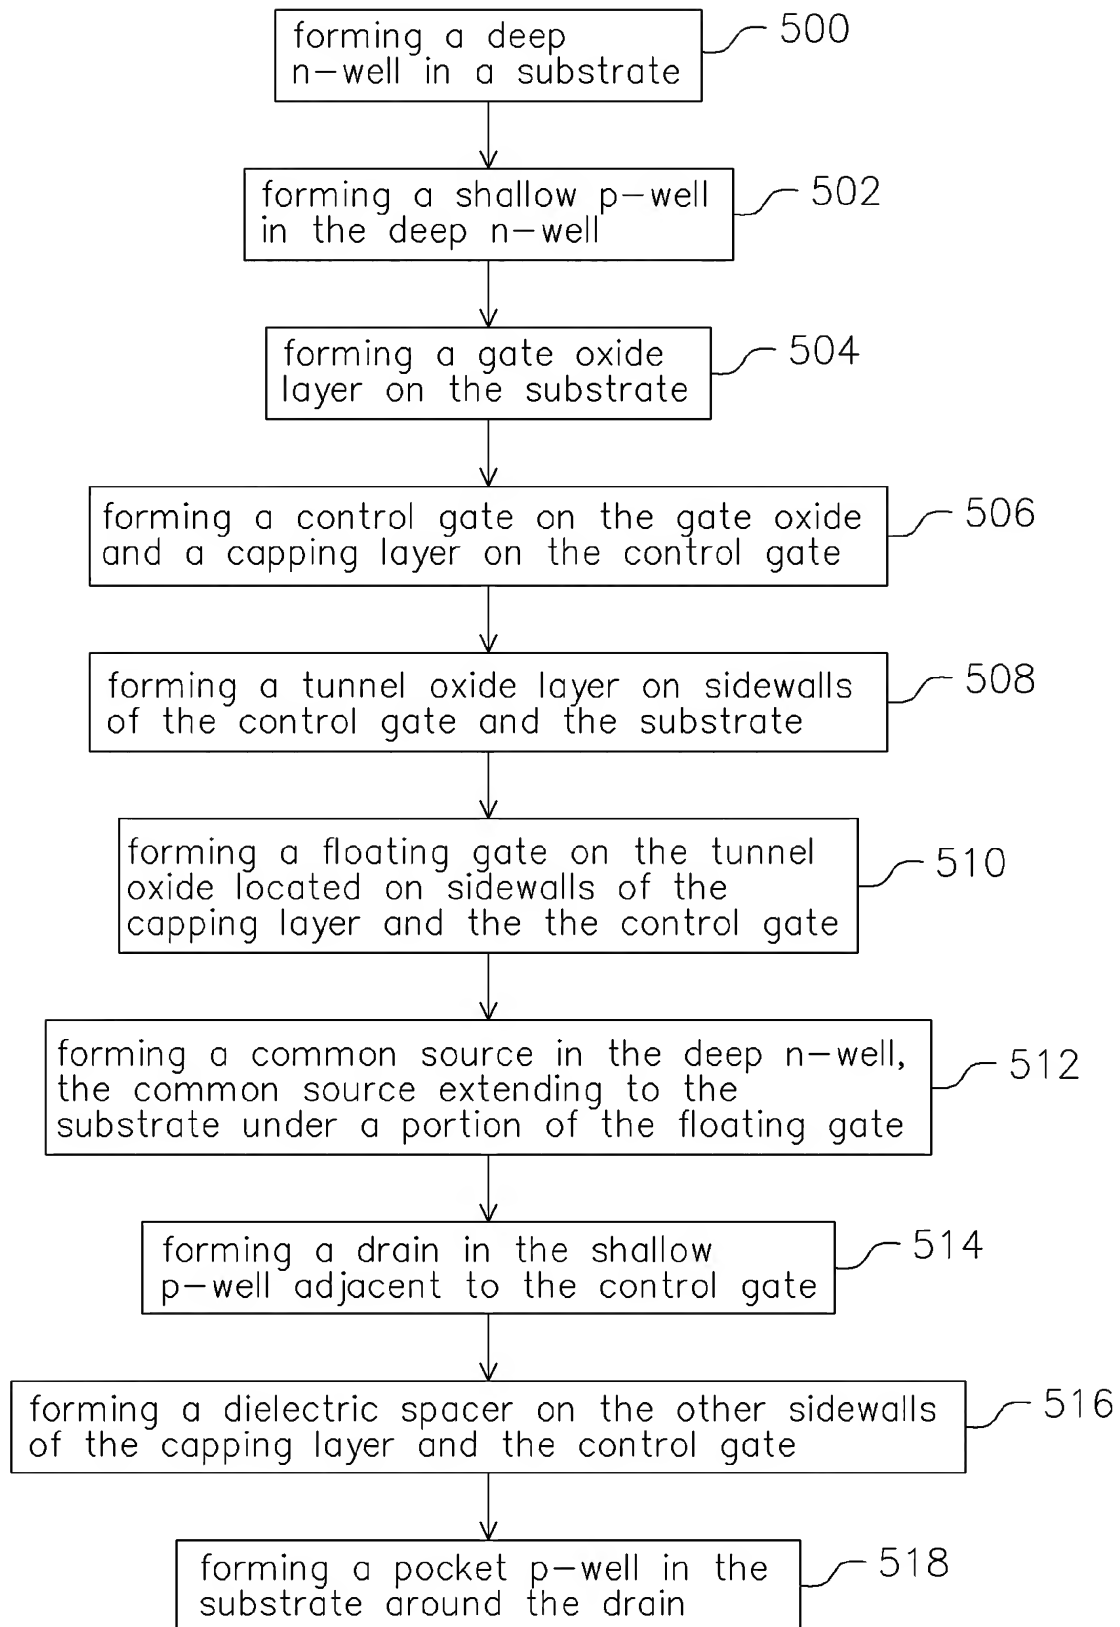 forming a deep
n-well in a substrate
500
forming a shallow p-well
in the deep n-well
502
forming a gate oxide
layer on the substrate
504
forming a control gate on the gate oxide
and a capping layer on the control gate
506
forming a tunnel oxide layer on sidewalls
of the control gate and the substrate
508
forming a floating gate on the tunnel
oxide located on sidewalls of the
capping layer and the the control gate
510
forming a common source in the deep n-well,
the common source extending to the
substrate under a portion of the floating gate
512
forming a drain in the shallow
p-well adjacent to the control gate
514
forming a dielectric spacer on the other sidewalls
of the capping layer and the control gate
516
forming a pocket p-well in the
substrate around the drain
518